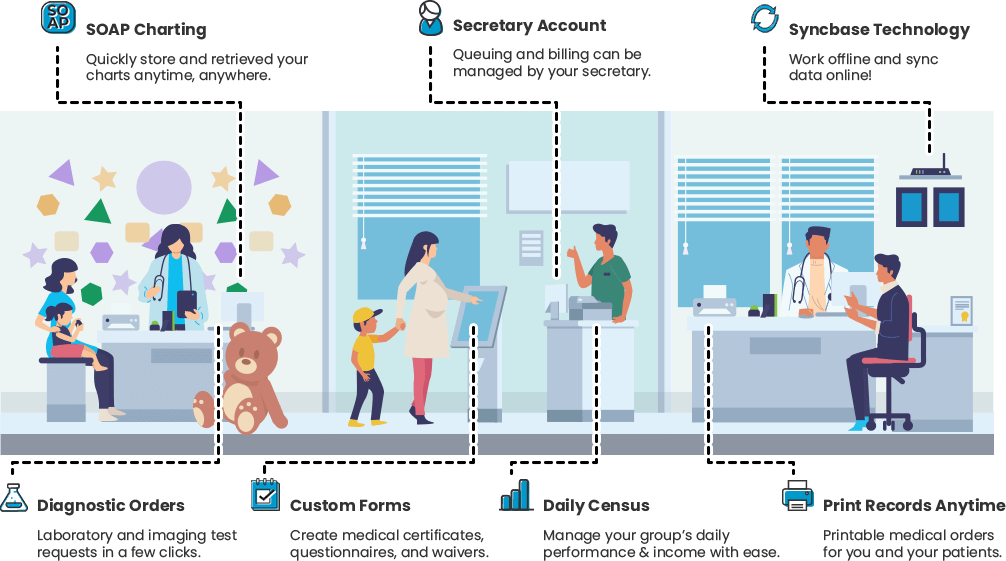 SO
AP
SOAP Charting
Quickly store and retrieved your
charts anytime, anywhere.
Secretary Account
Queuing and billing can be
managed by your secretary.
Syncbase Technology
Work offline and sync
data online!
Diagnostic Orders
Laboratory and imaging test
requests in a few clicks.
Custom Forms
Create medical certificates,
questionnaires, and waivers.
Daily Census
Manage your group's daily
performance & income with ease.
Print Records Anytime
Printable medical orders
for you and your patients.